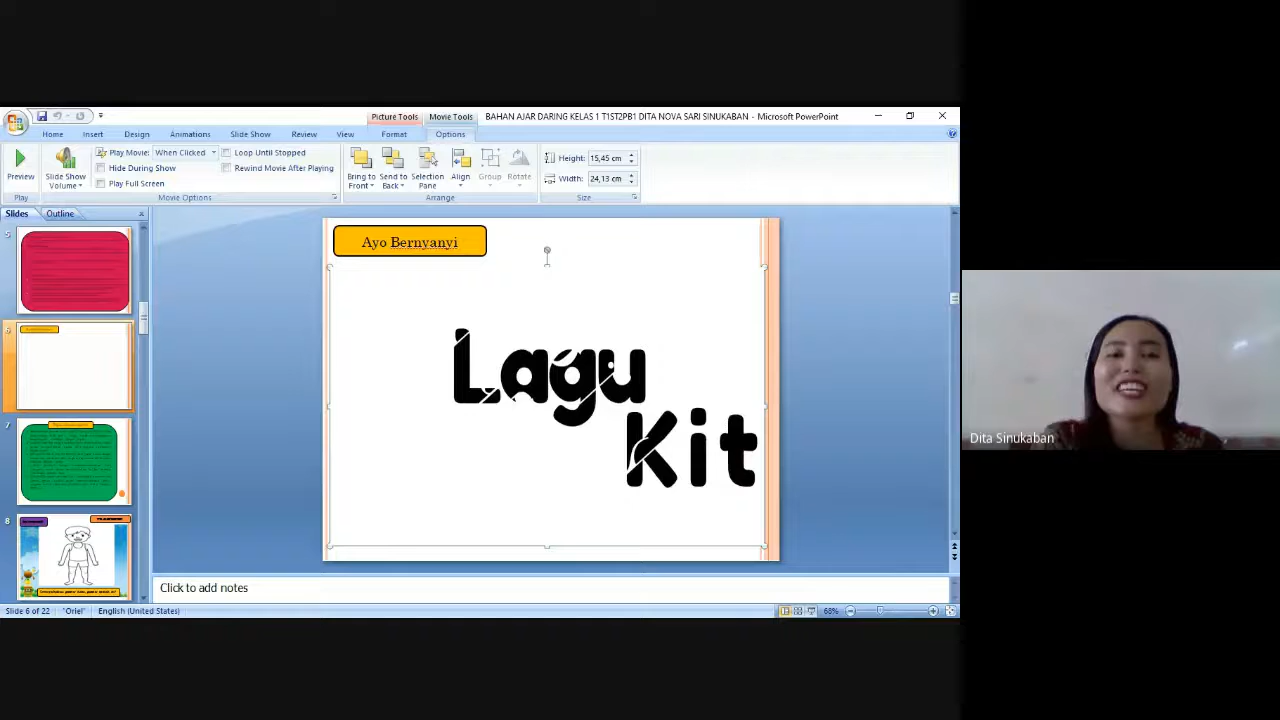 Picture Tools
Movie Tools
BAHAN AJAR DARING KELAS 1 T1ST2PB1 DITA NOVA SARI SINUKABAN - Microsoft PowerPoint
Home
Insert
Design
Animations
Slide Show
Review
View
Format
Options
Preview
Slide Show
Volume
Play Movie:
When Clicked
Hide During Show
Play Full Screen
Loop Until Stopped
Rewind Movie After Playing
Bring to
Front
Send to
Back
Selection
Pane
Align
Group
Rotate
Height:
15,45 cm
Width:
24,13 cm
Play
Movie Options
Arrange
Size
Slides
Outline
5
6
7
8
Ayo Bernyanyi
Lagu
Kit
Dita Sinukaban
Click to add notes
Slide 6 of 22
"Oriel"
English (United States)
68%